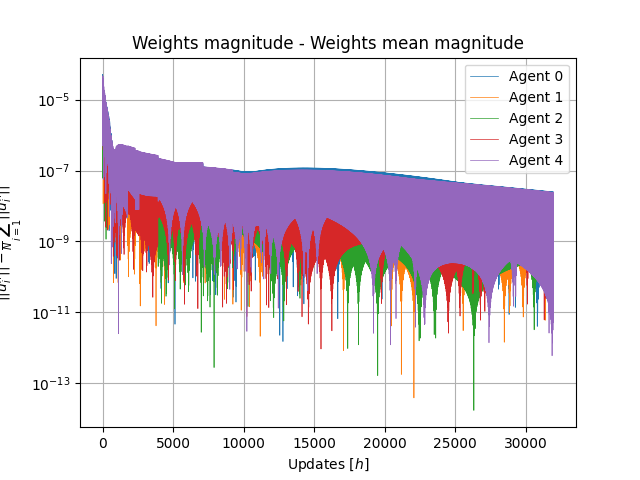 Weights magnitude - Weights mean magnitude
Agent 0
Agent 1
Agent 2
Agent 3
Agent 4
10⁻⁵
10⁻⁷
10⁻⁹
10⁻¹¹
10⁻¹³
0 5000 10000 15000 20000 25000 30000
Updates [h]